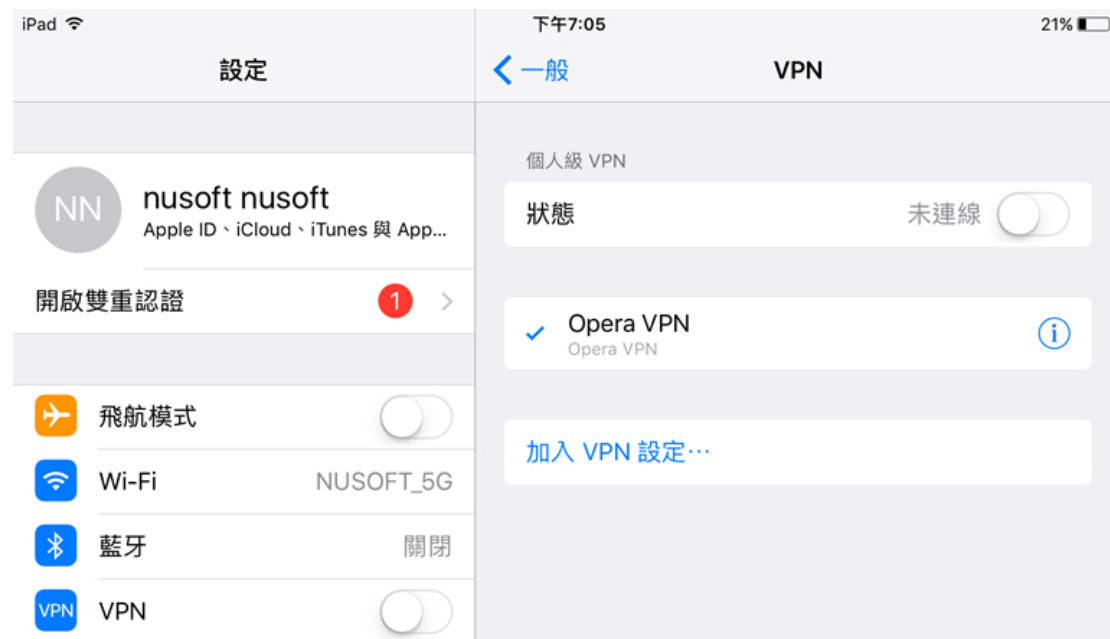 iPad
下午7:05
21%
設定
一般
VPN
NN
nusoft nusoft
Apple ID、iCloud、iTunes 與 App...
開啟雙重認證
1
飛航模式
Wi-Fi
NUSOFT_5G
藍牙
關閉
VPN
VPN
個人級 VPN
狀態
未連線
Opera VPN
Opera VPN
加入 VPN 設定⋯